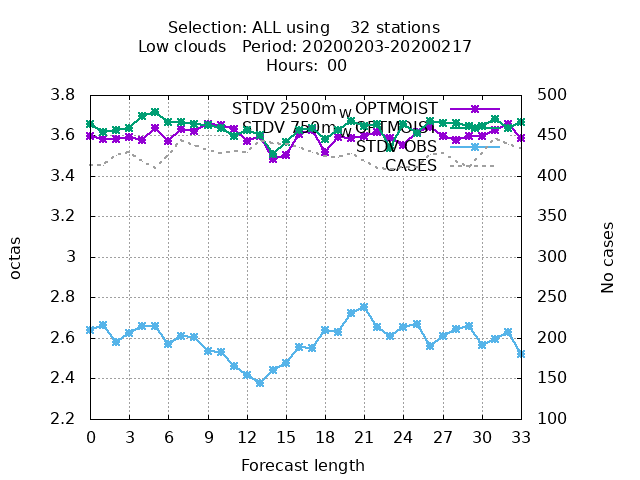 Selection: ALL using    32 stations
Low clouds   Period: 20200203-20200217
Hours:  00
3.8
3.6
3.4
3.2
3
2.8
2.6
2.4
2.2
500
450
400
350
300
250
200
150
100
0 3 6 9 12 15 18 21 24 27 30 33
octas
No cases
Forecast length
STDV 2500m_W OPTMOIST
STDV 750m_W OPTMOIST
STDV OBS
CASES